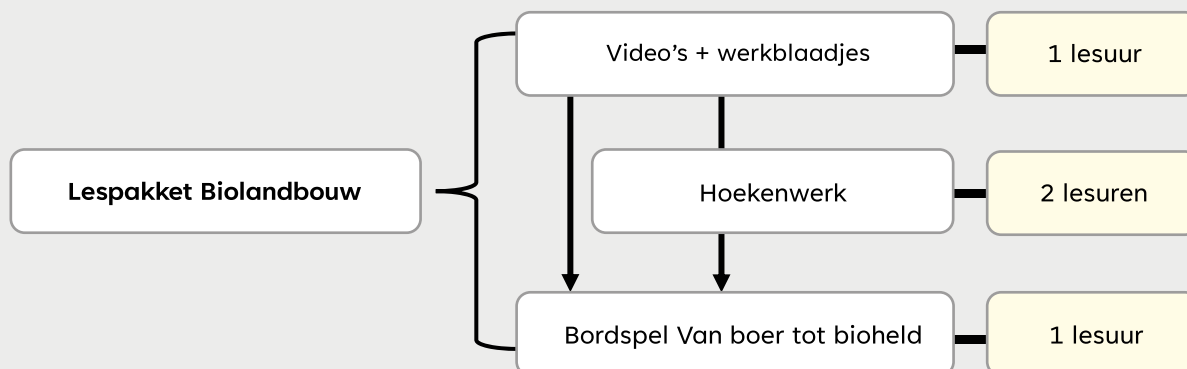 Video’s + werkblaadjes
1 lesuur
Lespakket Biolandbouw
Hoekenwerk
2 lesuren
Bordspel Van boer tot bioheld
1 lesuur